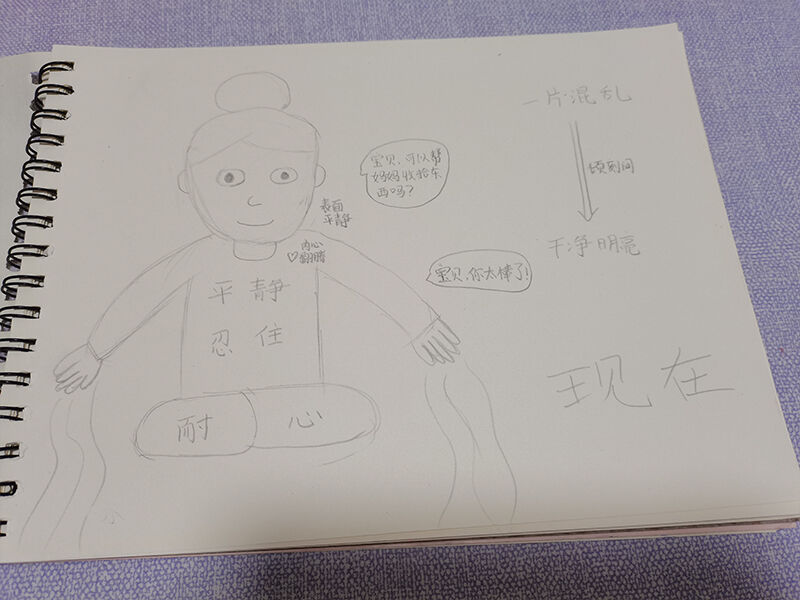 宝贝、可以帮
妈妈收拾东
西吗?
表面
平静
内心
翻腾
宝贝、你太棒了!
平静
忍住
耐心
一片混乱
顷刻间
干净明亮
现在